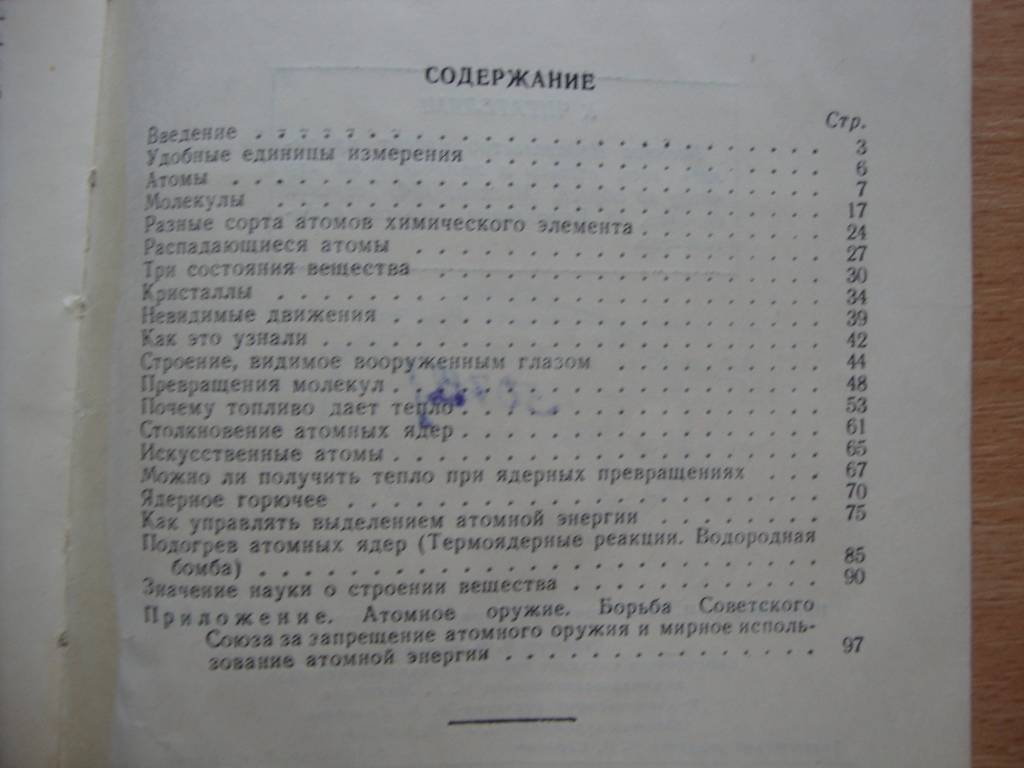 СОДЕРЖАНИЕ
Стр.
Введение . . . . . . . . . . . . . . . . . . . . . . . . . 3
Удобные единицы измерения . . . . . . . . . . . . . . . 6
Атомы . . . . . . . . . . . . . . . . . . . . . . . . . . 7
Молекулы . . . . . . . . . . . . . . . . . . . . . . . . 17
Разные сорта атомов химического элемента . . . . . . . . 24
Распадающиеся атомы . . . . . . . . . . . . . . . . . . 27
Три состояния вещества . . . . . . . . . . . . . . . . . 30
Кристаллы . . . . . . . . . . . . . . . . . . . . . . . 34
Невидимые движения . . . . . . . . . . . . . . . . . . . 39
Как это узнали . . . . . . . . . . . . . . . . . . . . . 42
Строение, видимое вооруженным глазом . . . . . . . . . 44
Превращения молекул . . . . . . . . . . . . . . . . . . 48
Почему топливо дает тепло . . . . . . . . . . . . . . . 53
Столкновение атомных ядер . . . . . . . . . . . . . . . 61
Искусственные атомы . . . . . . . . . . . . . . . . . . 65
Можно ли получить тепло при ядерных превращениях . . . 67
Ядерное горючее . . . . . . . . . . . . . . . . . . . . 70
Как управлять выделением атомной энергии . . . . . . . 75
Подогрев атомных ядер (Термоядерные реакции. Водородная
бомба) . . . . . . . . . . . . . . . . . . . . . . . . . 85
Значение науки о строении вещества . . . . . . . . . . . 90
Приложение. Атомное оружие. Борьба Советского
Союза за запрещение атомного оружия и мирное исполь-
зование атомной энергии . . . . . . . . . . . . . . 97